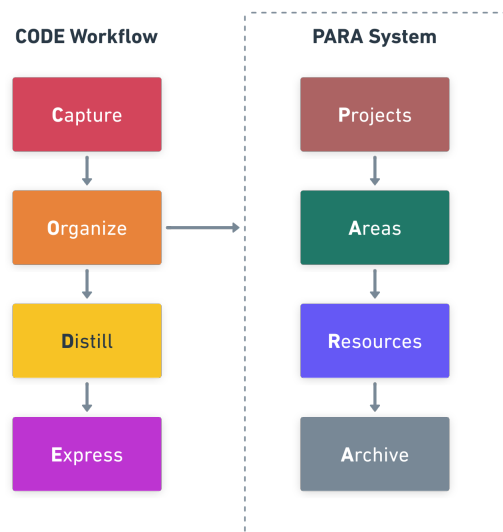 CODE Workflow
Capture
Organize
Distill
Express
PARA System
Projects
Areas
Resources
Archive